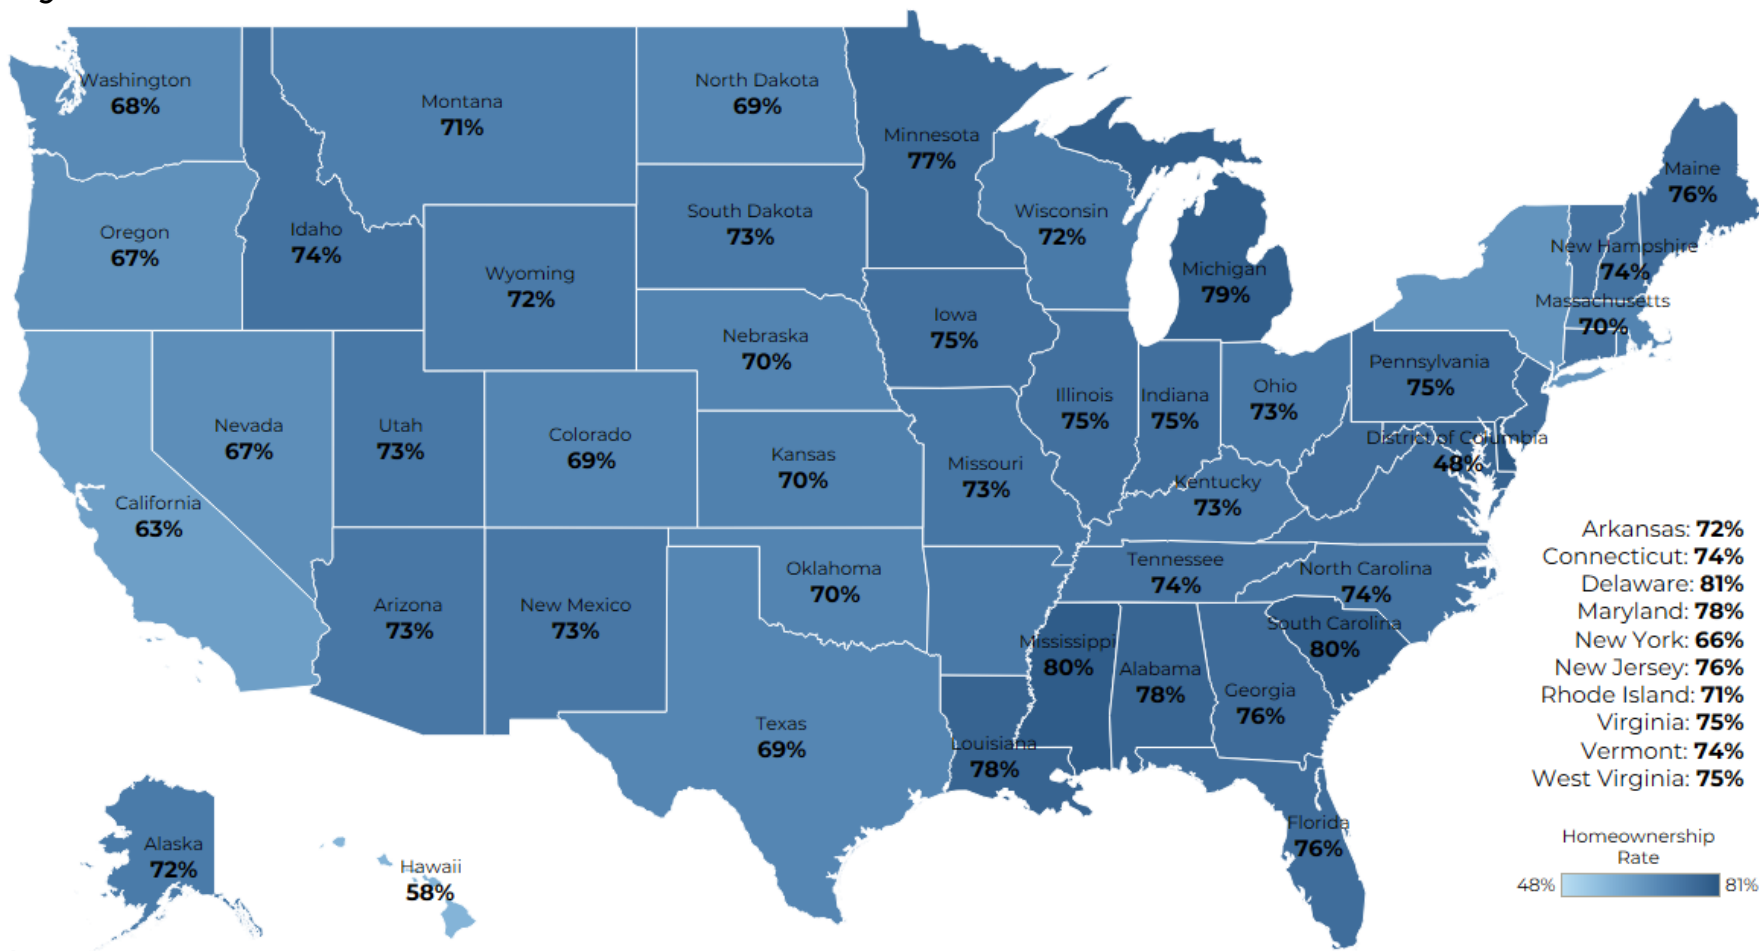 Washington
68%
Montana
71%
North Dakota
69%
Minnesota
77%
Maine
76%
Oregon
67%
Idaho
74%
South Dakota
73%
Wisconsin
72%
Wyoming
72%
Michigan
79%
New Hampshire
74%
Massachusetts
70%
Iowa
75%
Nebraska
70%
Pennsylvania
75%
Illinois
75%
Indiana
75%
Ohio
73%
Nevada
67%
Utah
73%
Colorado
69%
Kansas
70%
Missouri
73%
District of Columbia
48%
Kentucky
73%
California
63%
Arizona
73%
New Mexico
73%
Oklahoma
70%
Tennessee
74%
North Carolina
74%
South Carolina
80%
Mississippi
80%
Alabama
78%
Georgia
76%
Texas
69%
Louisiana
78%
Florida
76%
Alaska
72%
Hawaii
58%
Arkansas: 72%
Connecticut: 74%
Delaware: 81%
Maryland: 78%
New York: 66%
New Jersey: 76%
Rhode Island: 71%
Virginia: 75%
Vermont: 74%
West Virginia: 75%
Homeownership
Rate
48% 81%